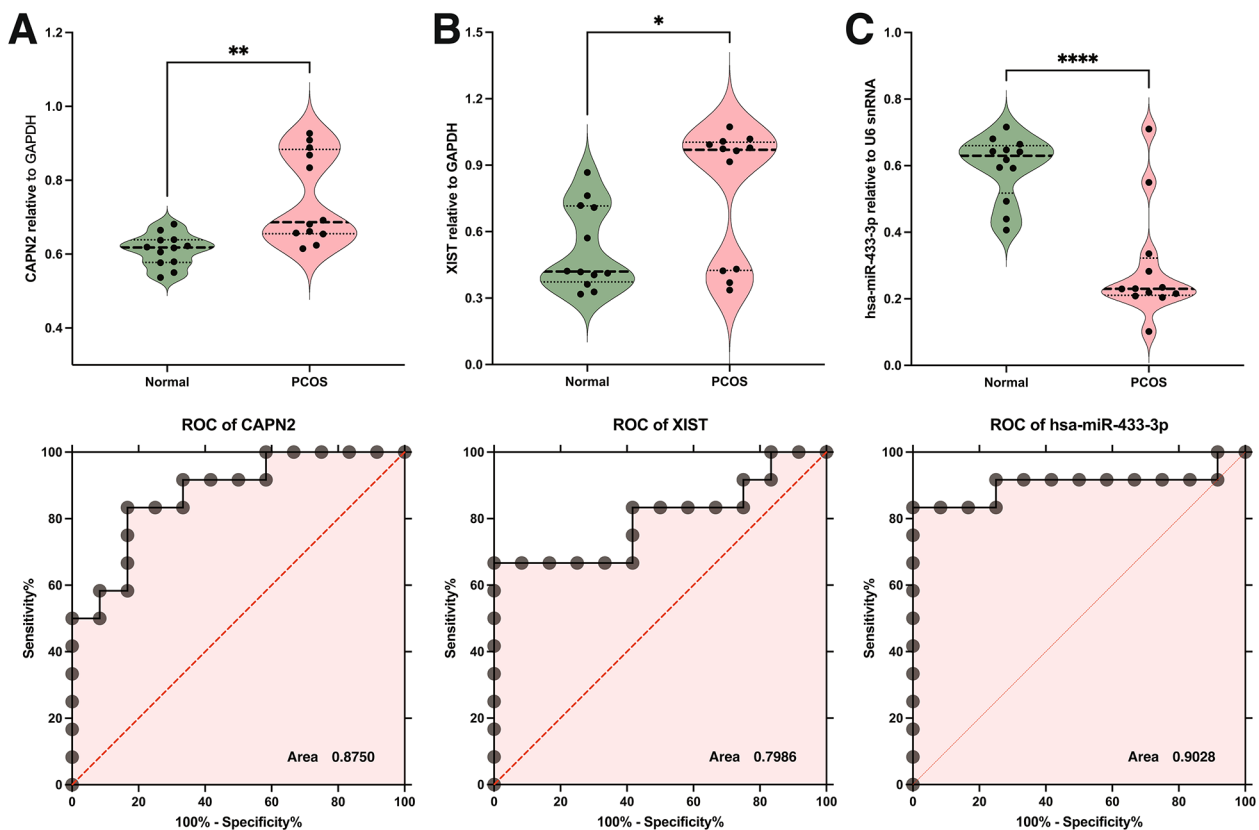 A
B
C
CAPN2 relative to GAPDH
1.2
1.0
0.8
0.6
0.4
**
Normal
PCOS
XIST relative to GAPDH
1.5
1.2
0.9
0.6
0.3
0.0
*
Normal
PCOS
hsa-miR-433-3p relative to U6 snRNA
1.0
0.8
0.6
0.4
0.2
0.0
****
Normal
PCOS
ROC of CAPN2
Sensitivity%
100
80
60
40
20
0
Area 0.8750
0 20 40 60 80 100
100% - Specificity%
ROC of XIST
Sensitivity%
100
80
60
40
20
0
Area 0.7986
0 20 40 60 80 100
100% - Specificity%
ROC of hsa-miR-433-3p
Sensitivity%
100
80
60
40
20
0
Area 0.9028
0 20 40 60 80 100
100% - Specificity%